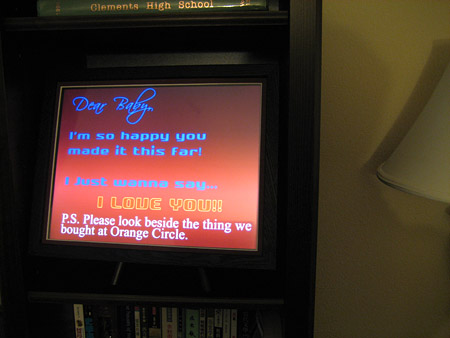 Clements High School
Dear Baby,
I'm so happy you
made it this far!
I just wanna say...
I LOVE YOU!!
P.S. Please look beside the thing we
bought at Orange Circle.